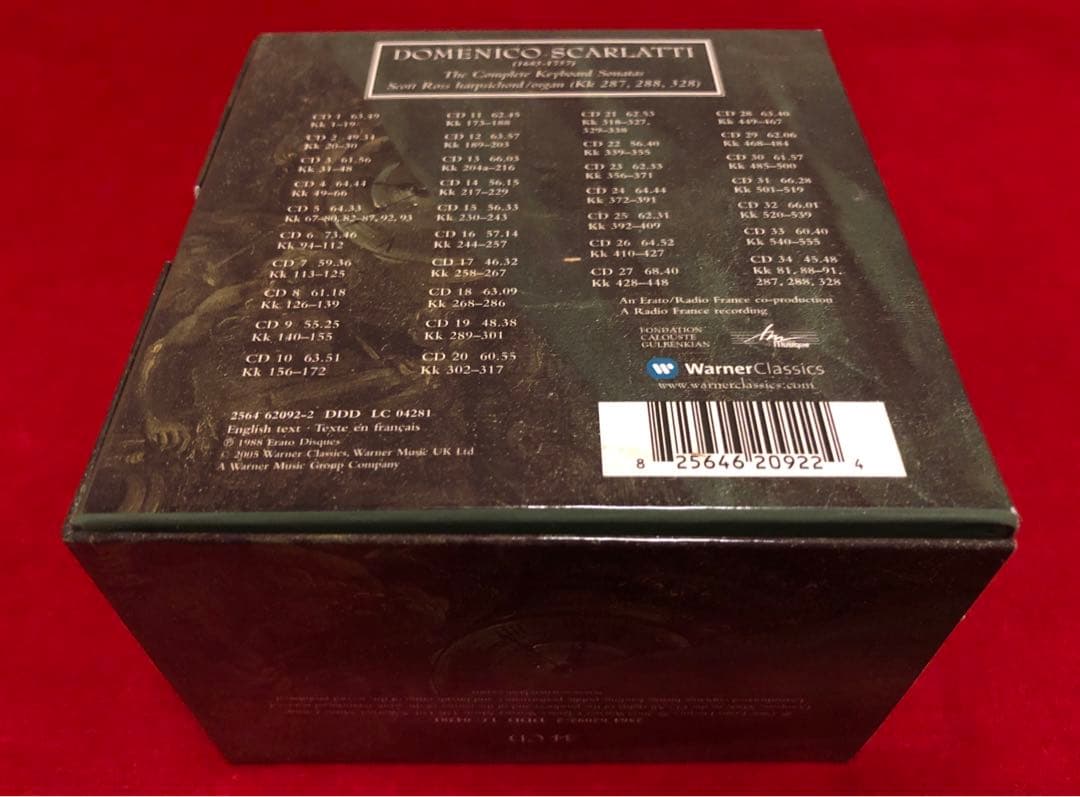 DOMENICO SCARLATTI
(1685-1757)
The Complete Keyboard Sonatas
Scott Ross harpsichord/organ (Kk 287, 288, 328)
CD 1 63.49
Kk 1–19
CD 2 49.34
Kk 20–30
CD 3 61.56
Kk 31–48
CD 4 64.44
Kk 49–66
CD 5 64.33
Kk 67–80, 82–87, 92, 93
CD 6 73.46
Kk 94–112
CD 7 59.36
Kk 113–125
CD 8 61.18
Kk 126–139
CD 9 55.25
Kk 140–155
CD 10 63.51
Kk 156–172
CD 11 62.45
Kk 173–188
CD 12 63.57
Kk 189–203
CD 13 66.03
Kk 204a–216
CD 14 56.15
Kk 217–229
CD 15 56.33
Kk 230–243
CD 16 57.14
Kk 244–257
CD 17 46.32
Kk 258–267
CD 18 63.09
Kk 268–286
CD 19 48.38
Kk 289–301
CD 20 60.55
Kk 302–317
CD 21 62.53
Kk 318–327,
329–338
CD 22 56.40
Kk 339–355
CD 23 62.33
Kk 356–371
CD 24 64.44
Kk 372–391
CD 25 62.31
Kk 392–409
CD 26 64.52
Kk 410–427
CD 27 68.40
Kk 428–448
CD 28 65.40
Kk 449–467
CD 29 62.06
Kk 468–484
CD 30 61.57
Kk 485–500
CD 31 66.28
Kk 501–519
CD 32 66.01
Kk 520–539
CD 33 60.40
Kk 540–555
CD 34 45.48
Kk 81, 88–91,
287, 288, 328
An Erato/Radio France co-production
A Radio France recording
FONDATION
CALOUSTE
GULBENKIAN
musique
WarnerClassics
www.warnerclassics.com
2564 62092-2 DDD LC 04281
English text · Texte en français
℗ 1988 Erato Disques
© 2005 Warner Classics, Warner Music UK Ltd
A Warner Music Group Company
8 25646 20922 4
2564 62092-2 DDD LC 04281
34 CD